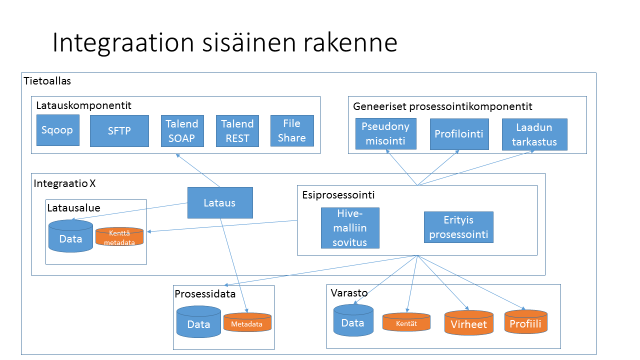 Integraation sisäinen rakenne
Tietoallas
Latauskomponentit
Sqoop
SFTP
Talend
SOAP
Talend
REST
File
Share
Geneeriset prosessointikomponentit
Pseudony
misointi
Profilointi
Laadun
tarkastus
Integraatio X
Lataus
Latausalue
Data
Kenttä
metadata
Esiprosessointi
Hive-
malliin
sovitus
Erityis
prosessointi
Prosessidata
Data
Metadata
Varasto
Data
Kentät
Virheet
Profiili